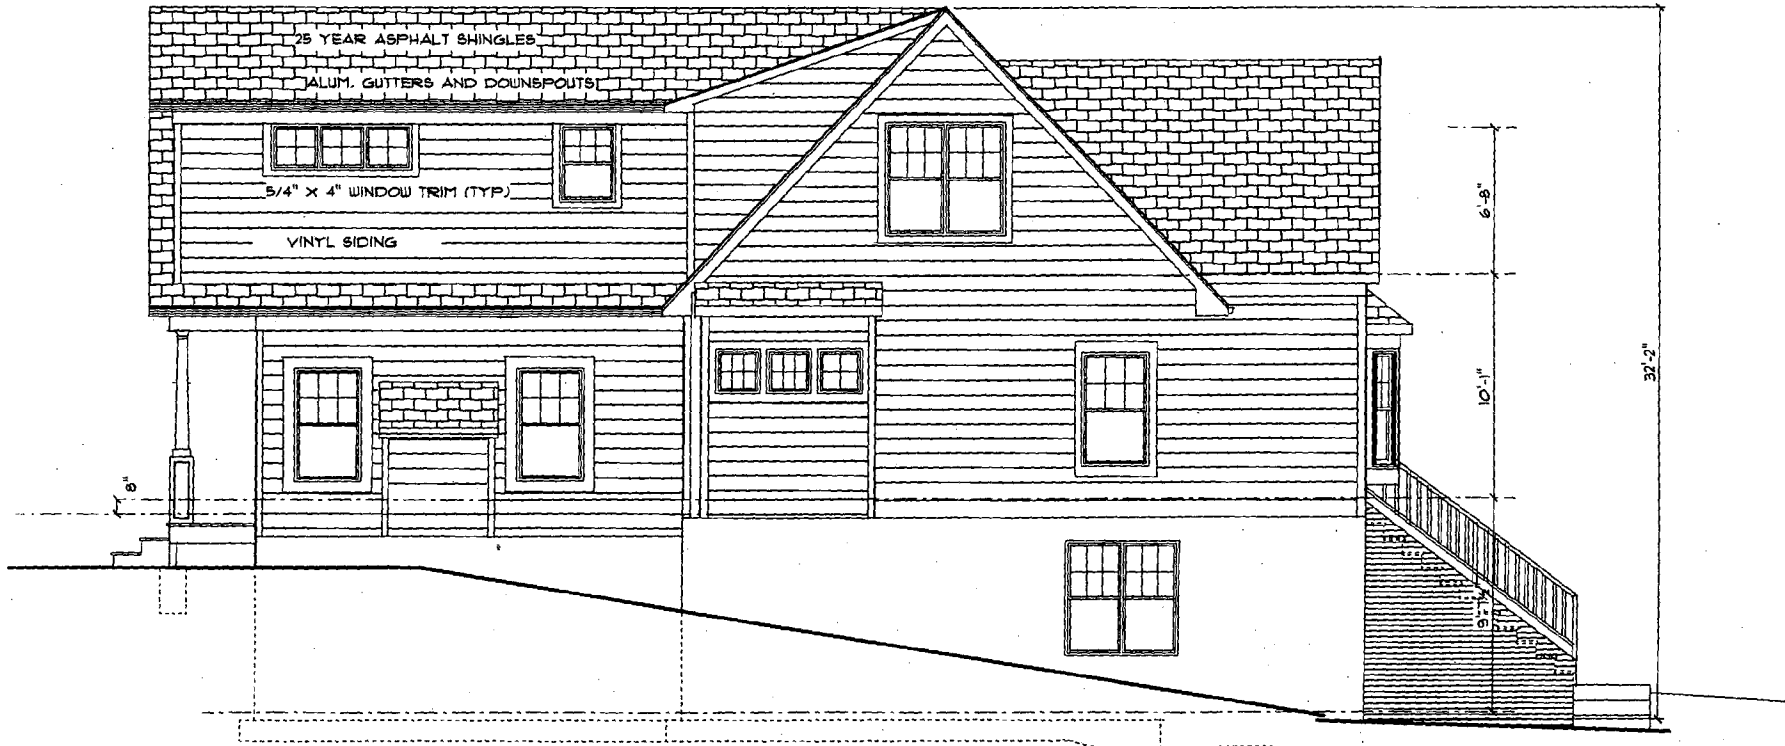 25 YEAR ASPHALT SHINGLES
ALUM. GUTTERS AND DOWNSPOUTS
5/4" X 4" WINDOW TRIM (TYP)
VINYL SIDING
6'-8"
32'-2"
10'-1"
8"